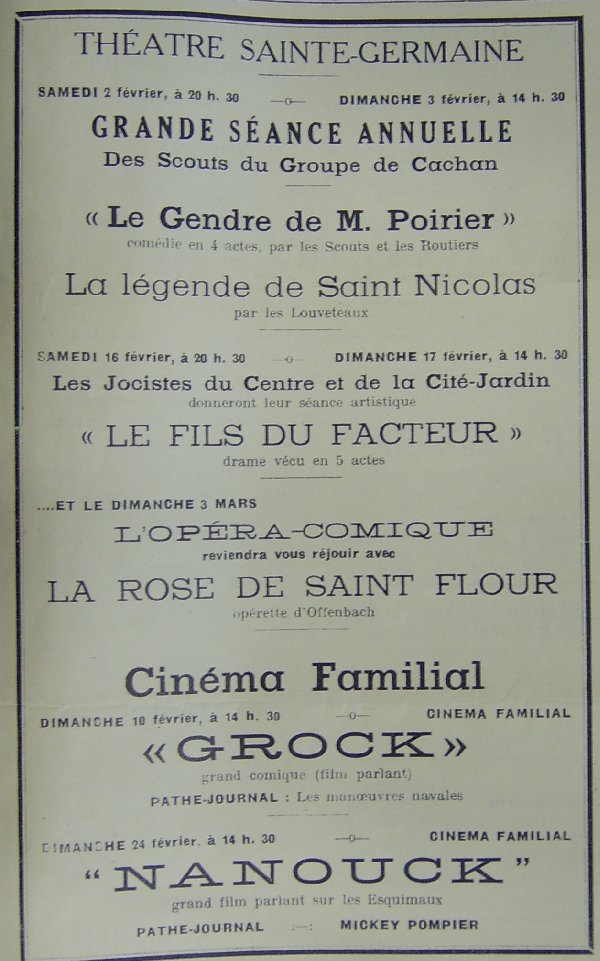 THÉATRE SAINTE-GERMAINE
SAMEDI 2 février, à 20 h. 30 —o— DIMANCHE 3 février, à 14 h. 30
GRANDE SÉANCE ANNUELLE
Des Scouts du Groupe de Cachan
« Le Gendre de M. Poirier »
comédie en 4 actes, par les Scouts et les Routiers
La légende de Saint Nicolas
par les Louveteaux
SAMEDI 16 février, à 20 h. 30 —o— DIMANCHE 17 février, à 14 h. 30
Les Jocistes du Centre et de la Cité-Jardin
donneront leur séance artistique
« LE FILS DU FACTEUR »
drame vécu en 5 actes
....ET LE DIMANCHE 3 MARS
L'OPÉRA-COMIQUE
reviendra vous réjouir avec
LA ROSE DE SAINT FLOUR
opérette d'Offenbach
Cinéma Familial
DIMANCHE 10 février, à 14 h. 30 —o— CINEMA FAMILIAL
« GROCK »
grand comique (film parlant)
PATHE-JOURNAL : Les manœuvres navales
DIMANCHE 24 février, à 14 h. 30 —o— CINEMA FAMILIAL
“ NANOUCK ”
grand film parlant sur les Esquimaux
PATHE-JOURNAL :—: MICKEY POMPIER